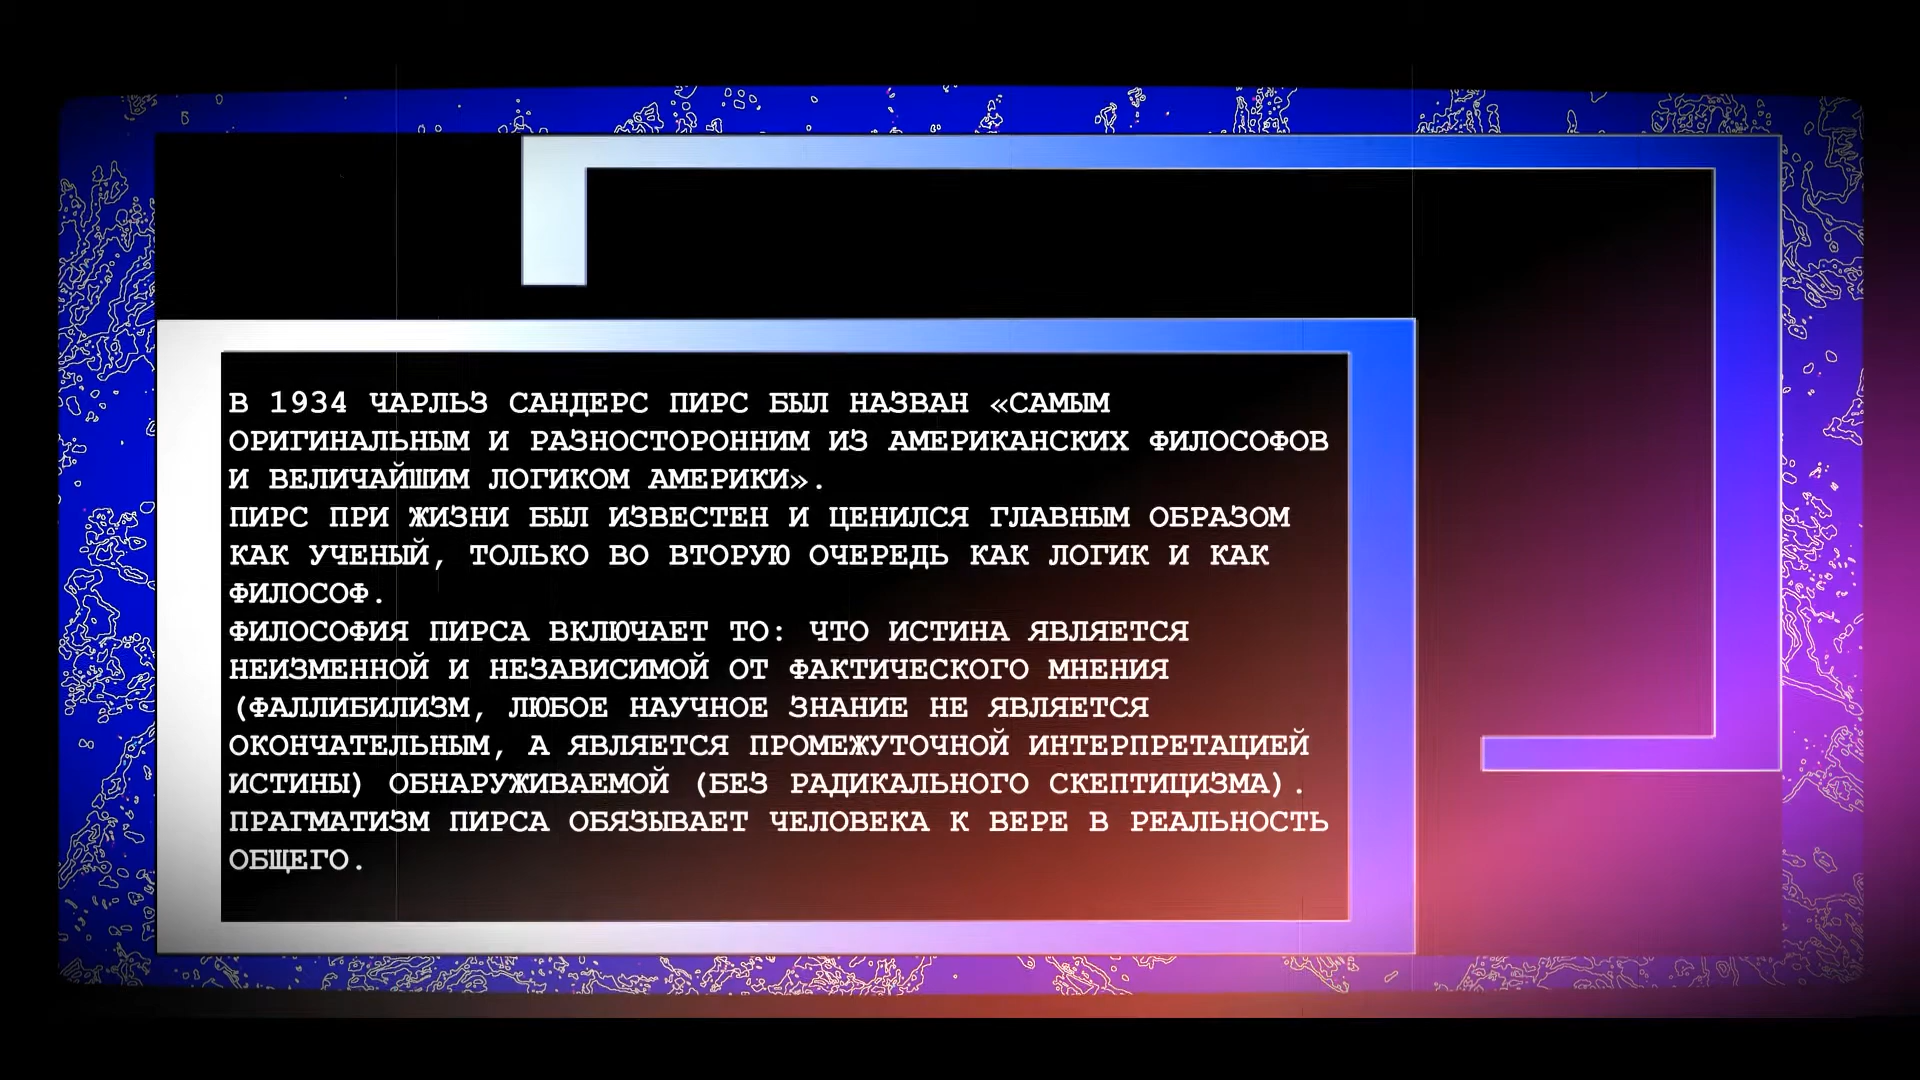 В 1934 ЧАРЛЬЗ САНДЕРС ПИРС БЫЛ НАЗВАН «САМЫМ
ОРИГИНАЛЬНЫМ И РАЗНОСТОРОННИМ ИЗ АМЕРИКАНСКИХ ФИЛОСОФОВ
И ВЕЛИЧАЙШИМ ЛОГИКОМ АМЕРИКИ».
ПИРС ПРИ ЖИЗНИ БЫЛ ИЗВЕСТЕН И ЦЕНИЛСЯ ГЛАВНЫМ ОБРАЗОМ
КАК УЧЕНЫЙ, ТОЛЬКО ВО ВТОРУЮ ОЧЕРЕДЬ КАК ЛОГИК И КАК
ФИЛОСОФ.
ФИЛОСОФИЯ ПИРСА ВКЛЮЧАЕТ ТО: ЧТО ИСТИНА ЯВЛЯЕТСЯ
НЕИЗМЕННОЙ И НЕЗАВИСИМОЙ ОТ ФАКТИЧЕСКОГО МНЕНИЯ
(ФАЛЛИБИЛИЗМ, ЛЮБОЕ НАУЧНОЕ ЗНАНИЕ НЕ ЯВЛЯЕТСЯ
ОКОНЧАТЕЛЬНЫМ, А ЯВЛЯЕТСЯ ПРОМЕЖУТОЧНОЙ ИНТЕРПРЕТАЦИЕЙ
ИСТИНЫ) ОБНАРУЖИВАЕМОЙ (БЕЗ РАДИКАЛЬНОГО СКЕПТИЦИЗМА).
ПРАГМАТИЗМ ПИРСА ОБЯЗЫВАЕТ ЧЕЛОВЕКА К ВЕРЕ В РЕАЛЬНОСТЬ
ОБЩЕГО.